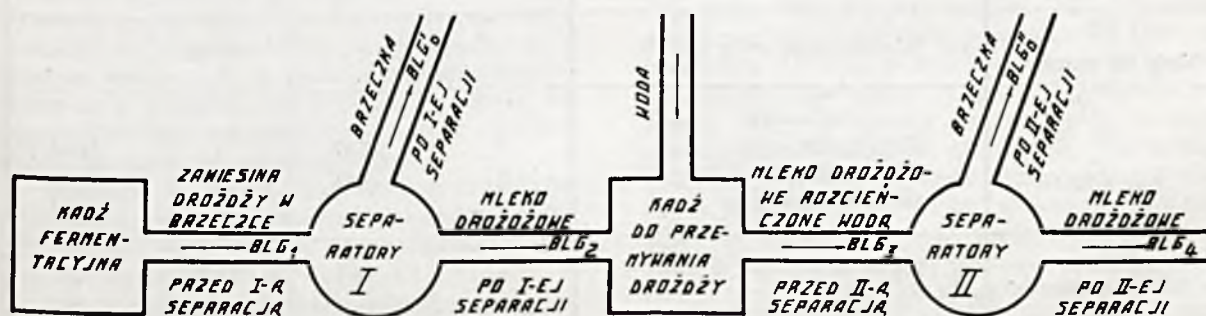 KADŹ
FERMEN-
TACYJNA
ZAWIESINA
DROŻDŻY W
BRZECZCE
BLG₁
PRZED I-Ą
SEPARACJĄ
BRZECZKA
BLG'₀
PO I-EJ
SEPARACJI
SEPA-
RATORY
I
MLEKO
DROŻDŻOWE
BLG₂
PO I-EJ
SEPARACJI
WODA
KADŹ
DO PRZE-
MYWANIA
DROŻDŻY
MLEKO DROŻDŻO-
WE ROZCIEŃ-
CZONE WODĄ
BLG₃
PRZED II-Ą
SEPARACJĄ
BRZECZKA
BLG"₀
PO II-EJ
SEPARACJI
SEPA-
RATORY
II
MLEKO
DROŻDŻOWE
BLG₄
PO II-EJ
SEPARACJI